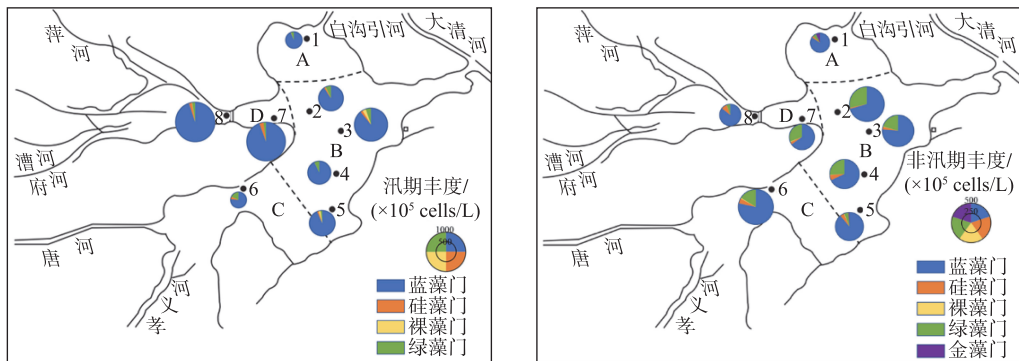 萍河
白沟引河
大清河
1
A
2
8
D
7
3
B
漕河
府河
4
6
C
5
汛期丰度/
(×10⁵ cells/L)
1000
500
唐河
孝义河
蓝藻门
硅藻门
裸藻门
绿藻门
萍河
白沟引河
大清河
1
A
2
8
D
7
3
B
漕河
府河
4
6
C
5
非汛期丰度/
(×10⁵ cells/L)
500
250
唐河
孝义河
蓝藻门
硅藻门
裸藻门
绿藻门
金藻门